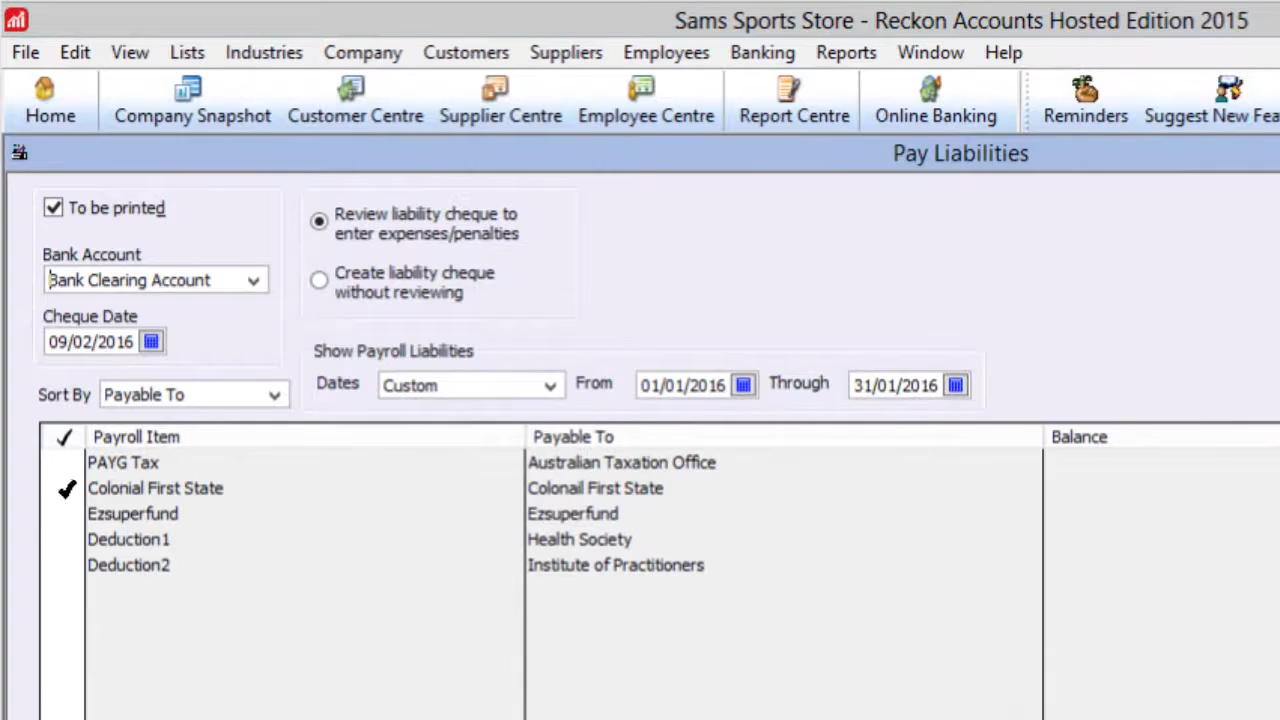 Sams Sports Store - Reckon Accounts Hosted Edition 2015
File Edit View Lists Industries Company Customers Suppliers Employees Banking Reports Window Help
Home Company Snapshot Customer Centre Supplier Centre Employee Centre Report Centre Online Banking Reminders Suggest New Fea
Pay Liabilities
To be printed
Bank Account
Bank Clearing Account
Cheque Date
09/02/2016
Review liability cheque to
enter expenses/penalties
Create liability cheque
without reviewing
Show Payroll Liabilities
Sort By Payable To
Dates Custom From 01/01/2016 Through 31/01/2016
Payroll Item Payable To Balance
PAYG Tax Australian Taxation Office
Colonial First State Colonail First State
Ezsuperfund Ezsuperfund
Deduction1 Health Society
Deduction2 Institute of Practitioners